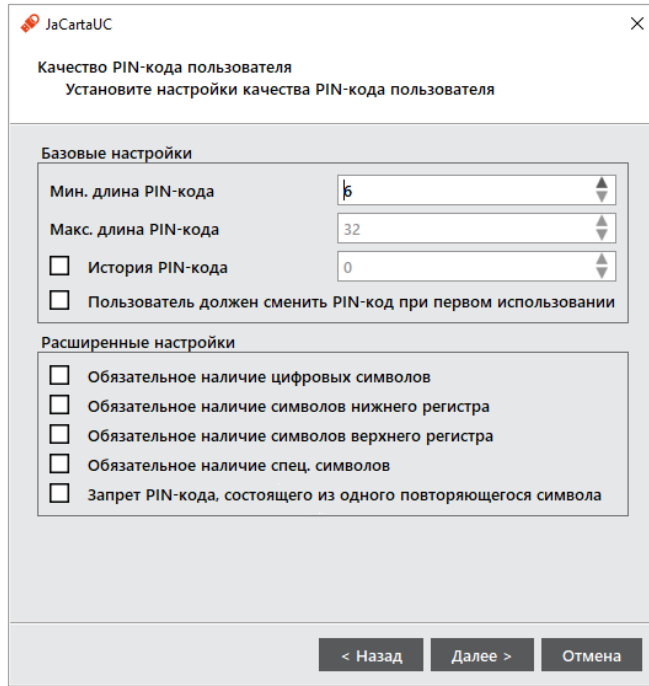 JaCartaUC
Качество PIN-кода пользователя
Установите настройки качества PIN-кода пользователя
Базовые настройки
Мин. длина PIN-кода 6
Макс. длина PIN-кода 32
История PIN-кода 0
Пользователь должен сменить PIN-код при первом использовании
Расширенные настройки
Обязательное наличие цифровых символов
Обязательное наличие символов нижнего регистра
Обязательное наличие символов верхнего регистра
Обязательное наличие спец. символов
Запрет PIN-кода, состоящего из одного повторяющегося символа
< Назад Далее > Отмена